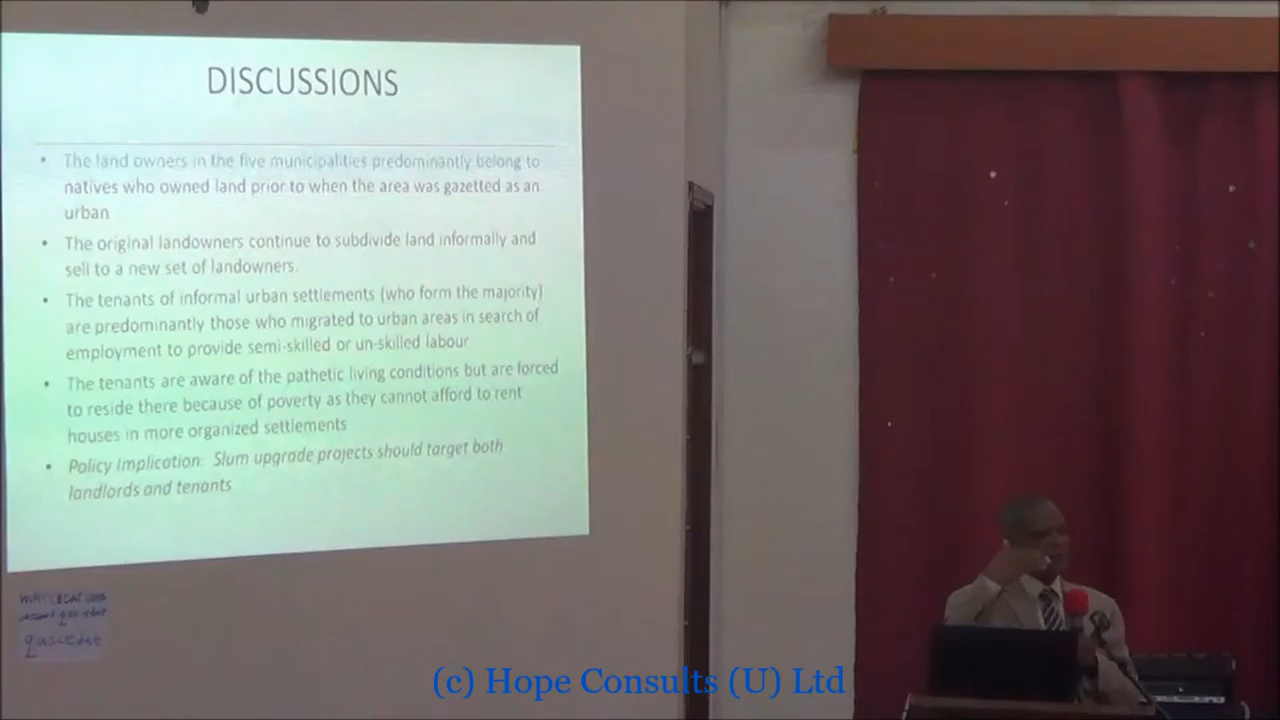 DISCUSSIONS
• The land owners in the five municipalities predominantly belong to
natives who owned land prior to when the area was gazetted as an
urban
• The original landowners continue to subdivide land informally and
sell to a new set of landowners.
• The tenants of informal urban settlements (who form the majority)
are predominantly those who migrated to urban areas in search of
employment to provide semi-skilled or un-skilled labour
• The tenants are aware of the pathetic living conditions but are forced
to reside there because of poverty as they cannot afford to rent
houses in more organized settlements
• Policy Implication: Slum upgrade projects should target both
landlords and tenants
(c) Hope Consults (U) Ltd